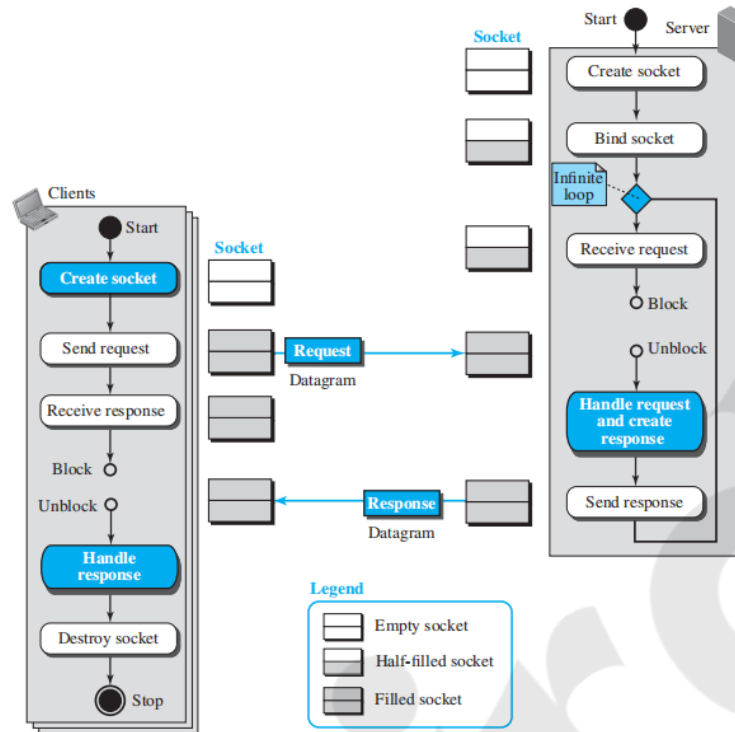 Start
Server
Socket
Create socket
Bind socket
Infinite
loop
Receive request
Block
Unblock
Handle request
and create
response
Send response
Clients
Start
Socket
Create socket
Send request
Request
Datagram
Receive response
Block
Unblock
Response
Datagram
Handle
response
Destroy socket
Stop
Legend
Empty socket
Half-filled socket
Filled socket